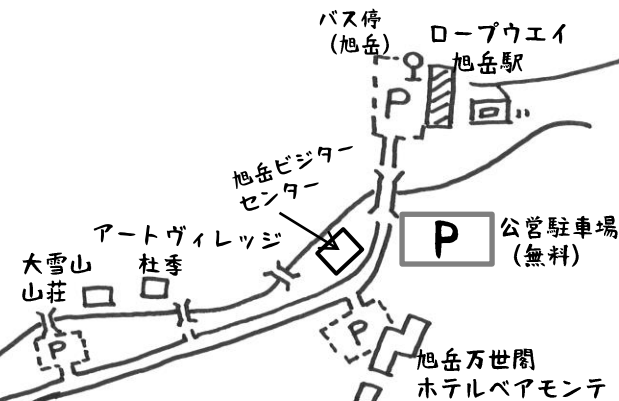 バス停
(旭岳)
ロープウエイ
旭岳駅
P
旭岳ビジター
センター
アートヴィレッジ
杜季
大雪山
山荘
P
公営駐車場
(無料)
P
P
旭岳万世閣
ホテルベアモンテ